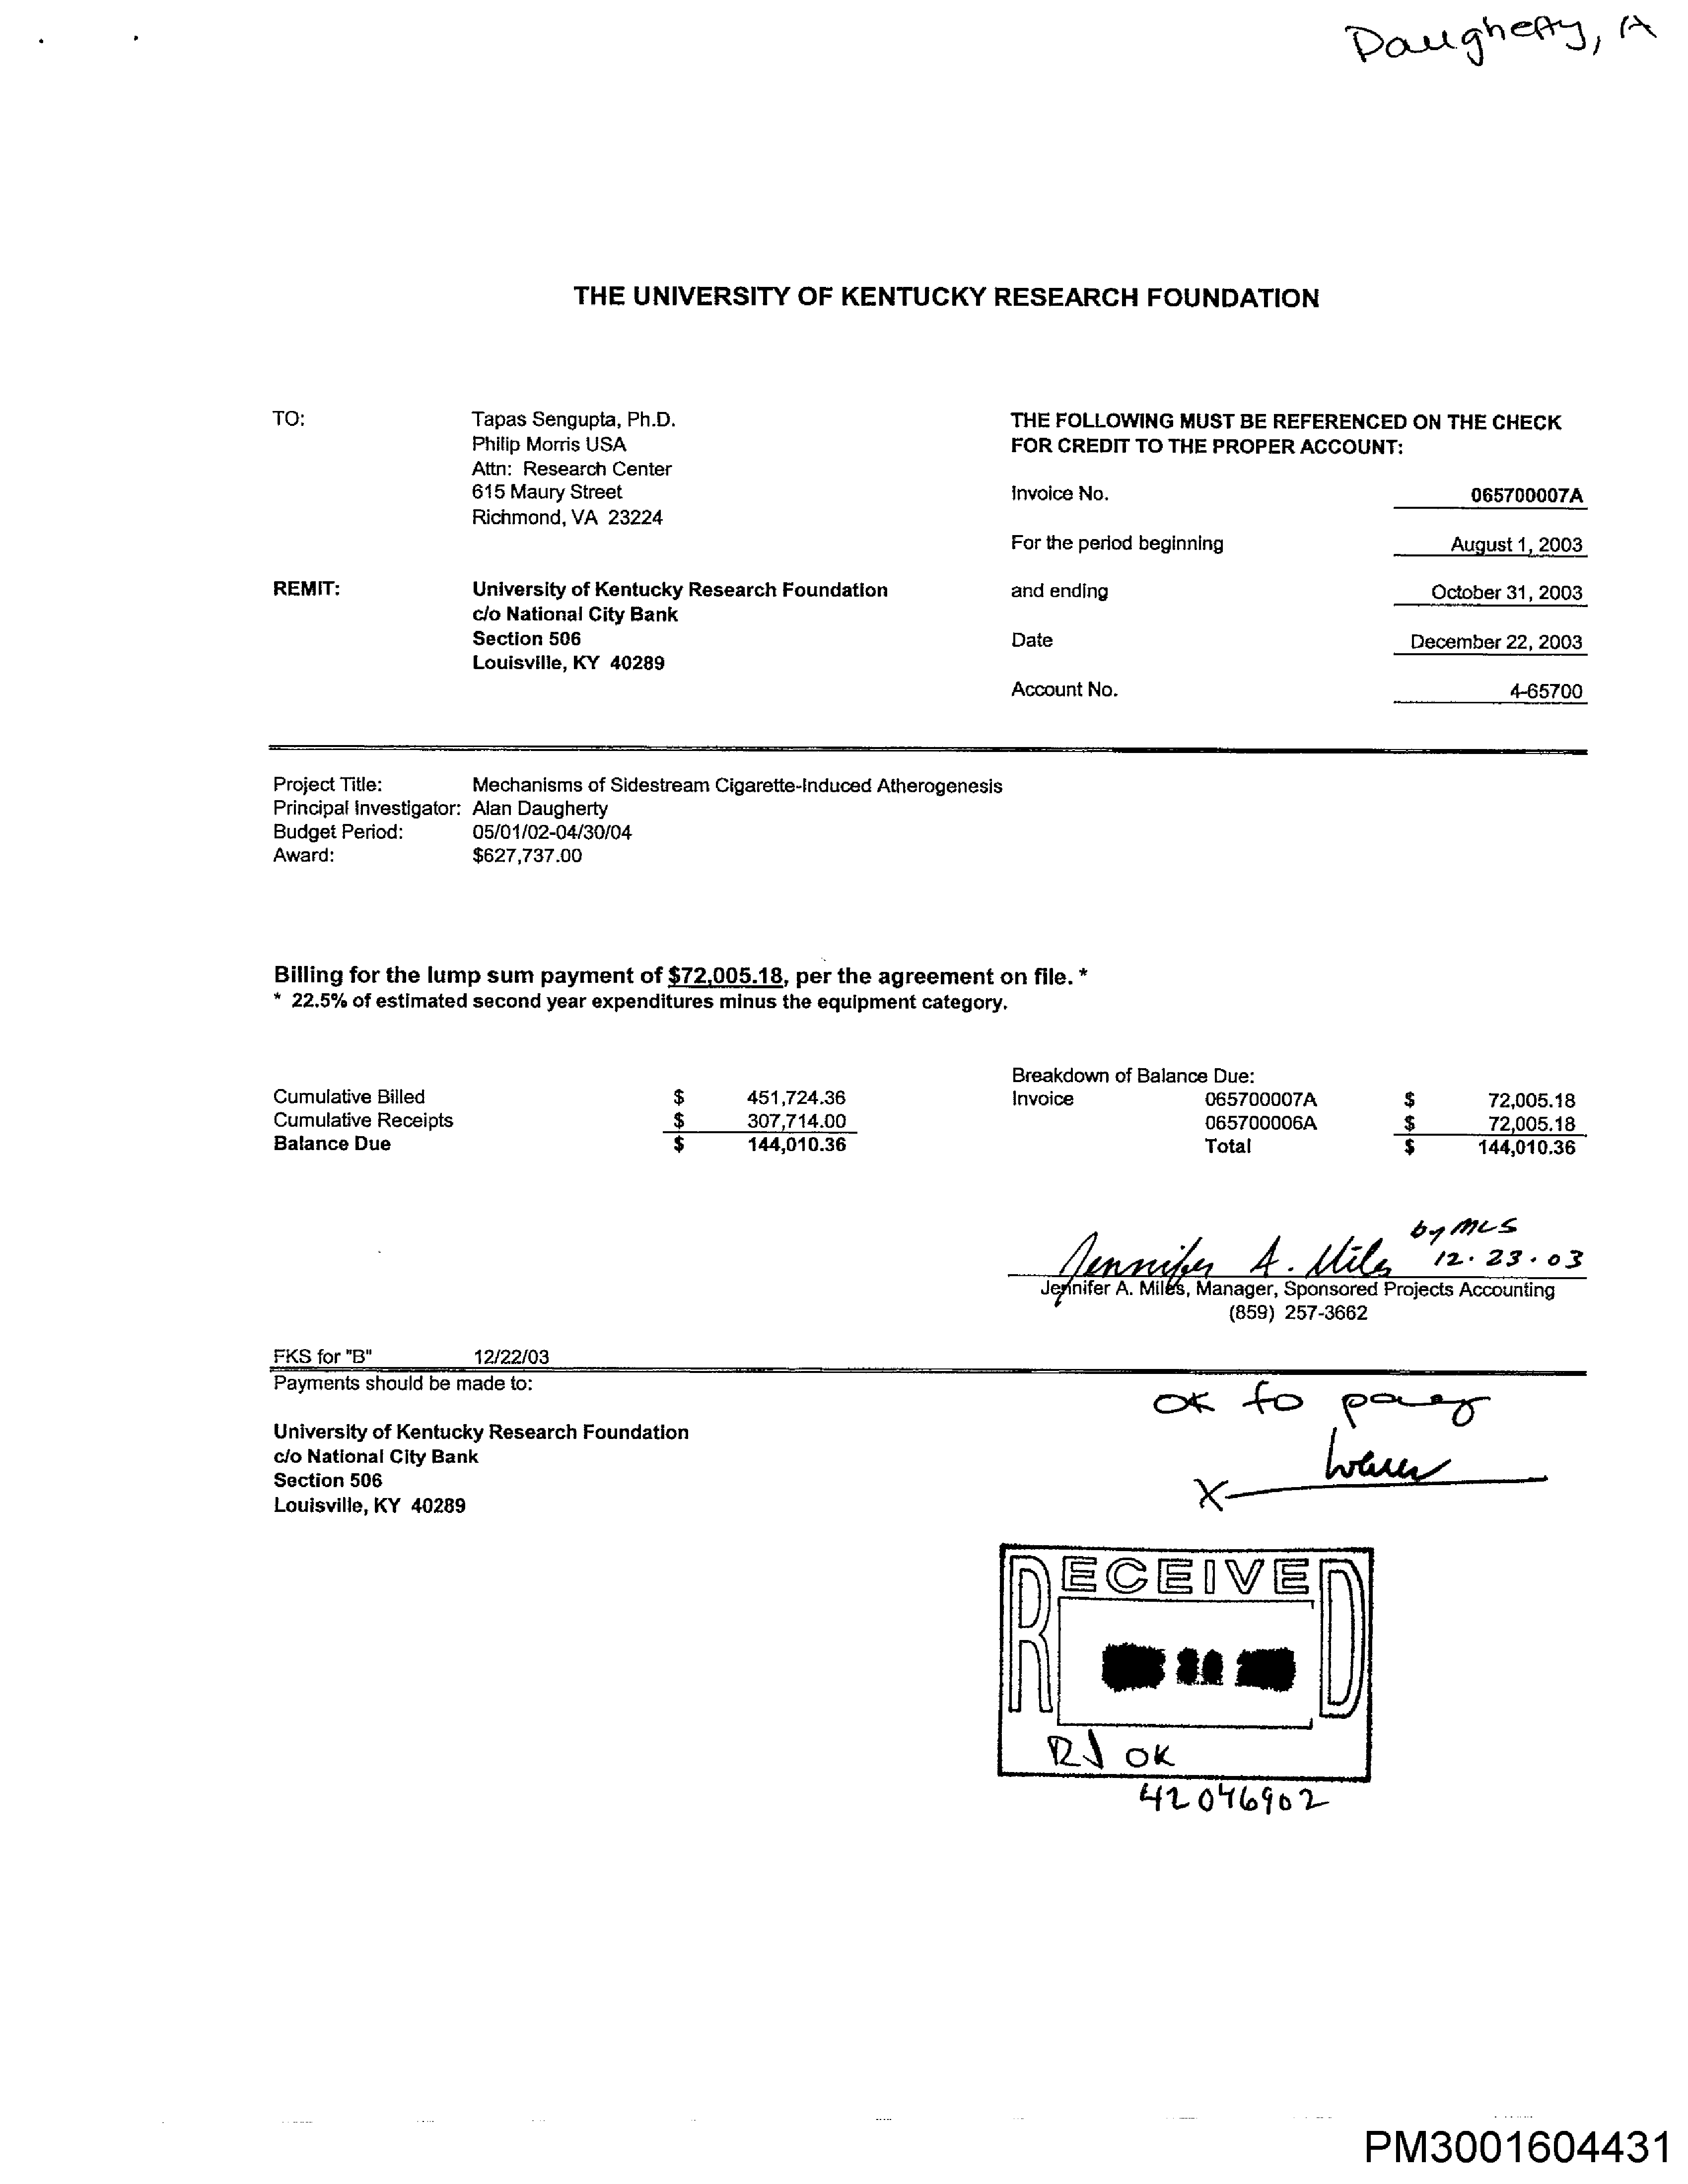 Daugherty, A
THE UNIVERSITY OF KENTUCKY RESEARCH FOUNDATION
TO:
Tapas Sengupta, Ph.D.
Philip Morris USA
Attn: Research Center
615 Maury Street
Richmond, VA 23224
THE FOLLOWING MUST BE REFERENCED ON THE CHECK
FOR CREDIT TO THE PROPER ACCOUNT:
Invoice No. 065700007A
For the period beginning August 1, 2003
and ending October 31, 2003
Date December 22, 2003
Account No. 4-65700
REMIT:
University of Kentucky Research Foundation
c/o National City Bank
Section 506
Louisville, KY 40289
Project Title: Mechanisms of Sidestream Cigarette-Induced Atherogenesis
Principal Investigator: Alan Daugherty
Budget Period: 05/01/02-04/30/04
Award: $627,737.00
Billing for the lump sum payment of $72,005.18, per the agreement on file. *
* 22.5% of estimated second year expenditures minus the equipment category.
Cumulative Billed $ 451,724.36
Cumulative Receipts $ 307,714.00
Balance Due $ 144,010.36
Breakdown of Balance Due:
Invoice 065700007A $ 72,005.18
065700006A $ 72,005.18
Total $ 144,010.36
by MLS
Jennifer A. Miles 12.23.03
Jennifer A. Miles, Manager, Sponsored Projects Accounting
(859) 257-3662
FKS for "B" 12/22/03
Payments should be made to:
University of Kentucky Research Foundation
c/o National City Bank
Section 506
Louisville, KY 40289
OK to pay
X
RECEIVED
OK
42046902
PM3001604431